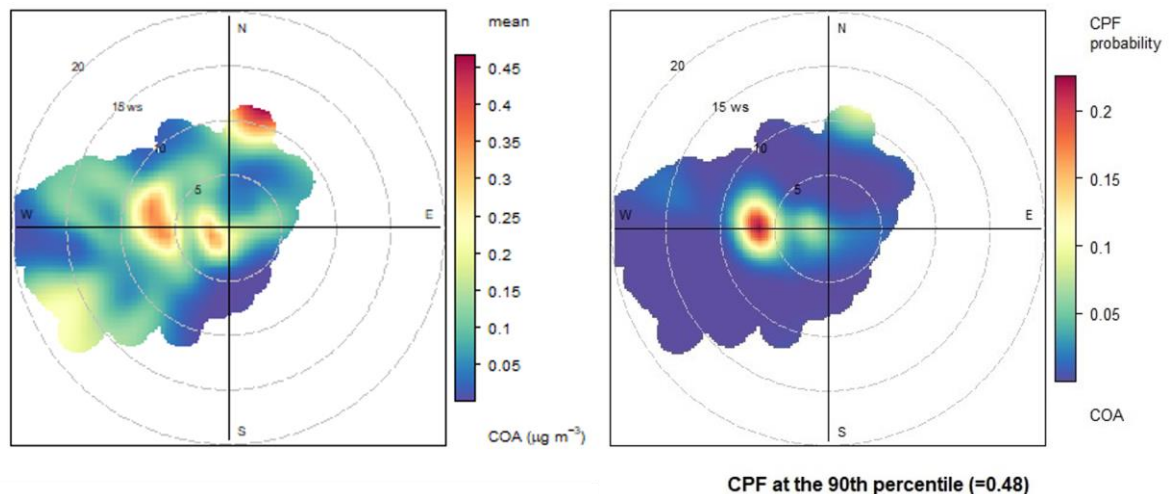 mean
N
20
15 ws
10
5
W
E
S
0.45
0.4
0.35
0.3
0.25
0.2
0.15
0.1
0.05
COA (μg m⁻³)
CPF
probability
N
20
15 ws
10
5
W
E
S
0.2
0.15
0.1
0.05
COA
CPF at the 90th percentile (=0.48)